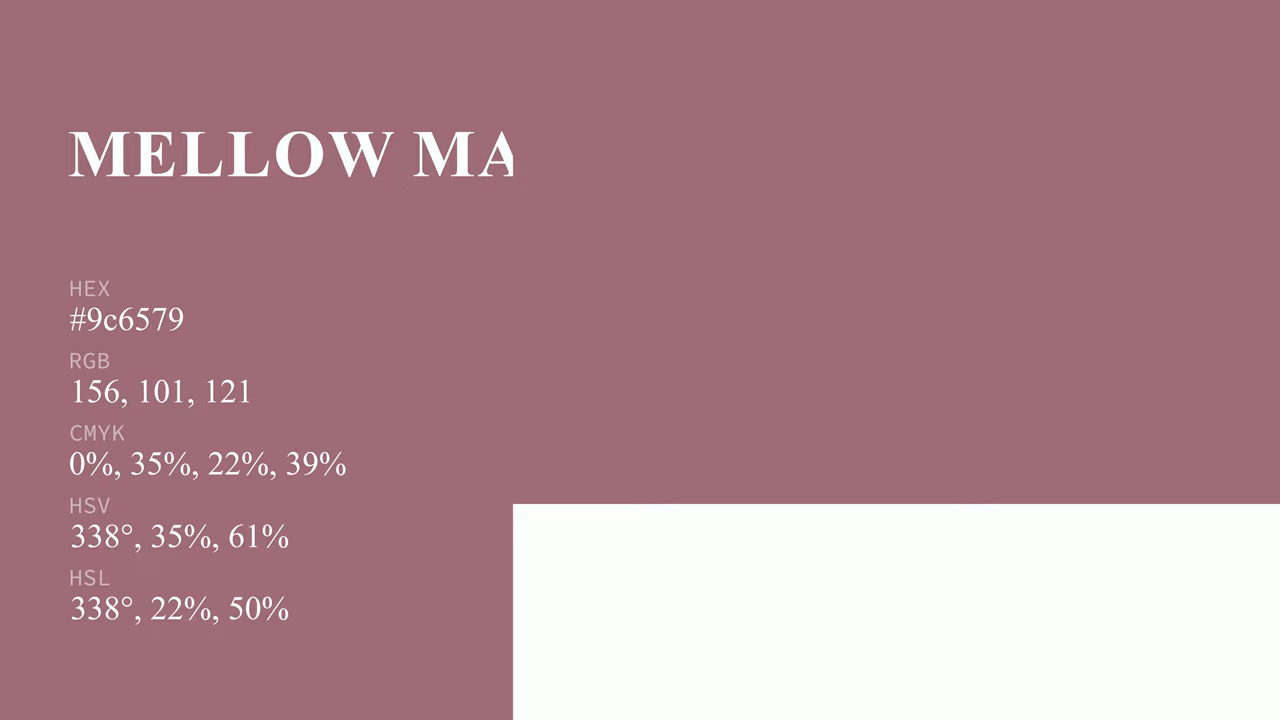 MELLOW MA
HEX
#9c6579
RGB
156, 101, 121
CMYK
0%, 35%, 22%, 39%
HSV
338°, 35%, 61%
HSL
338°, 22%, 50%